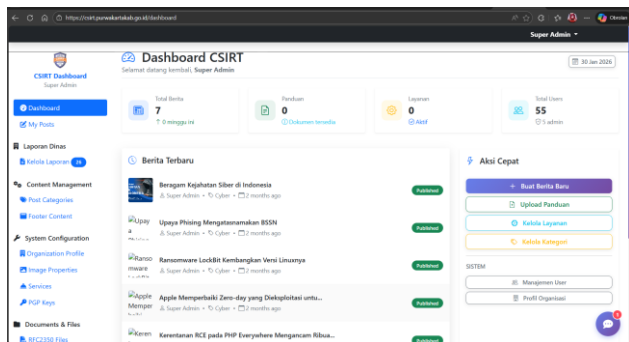 https://csirt.purwakartakab.go.id/dashboard
Super Admin
CSIRT Dashboard
Super Admin
Dashboard
My Posts
Laporan Dinas
Kelola Laporan
Content Management
Post Categories
Footer Content
System Configuration
Organization Profile
Image Properties
Services
PGP Keys
Documents & Files
RFC2350 Files
Dashboard CSIRT
Selamat datang kembali, Super Admin
30 Jan 2026
Total Berita
7
0 minggu ini
Panduan
0
Dokumen tersedia
Layanan
0
Aktif
Total Users
55
5 admin
Berita Terbaru
Beragam Kejahatan Siber di Indonesia
Super Admin • Cyber • 2 months ago
Published
Upaya
Upaya Phising Mengatasnamakan BSSN
Super Admin • Cyber • 2 months ago
Published
Ranso
mware
Ransomware LockBit Kembangkan Versi Linuxnya
Super Admin • Cyber • 2 months ago
Published
Apple
Memper
Apple Memperbaiki Zero-day yang Dieksploitasi untu...
Super Admin • Cyber • 2 months ago
Published
Keren
Kerentanan RCE pada PHP Everywhere Mengancam Ribua...
Published
Aksi Cepat
+ Buat Berita Baru
Upload Panduan
Kelola Layanan
Kelola Kategori
SISTEM
Manajemen User
Profil Organisasi